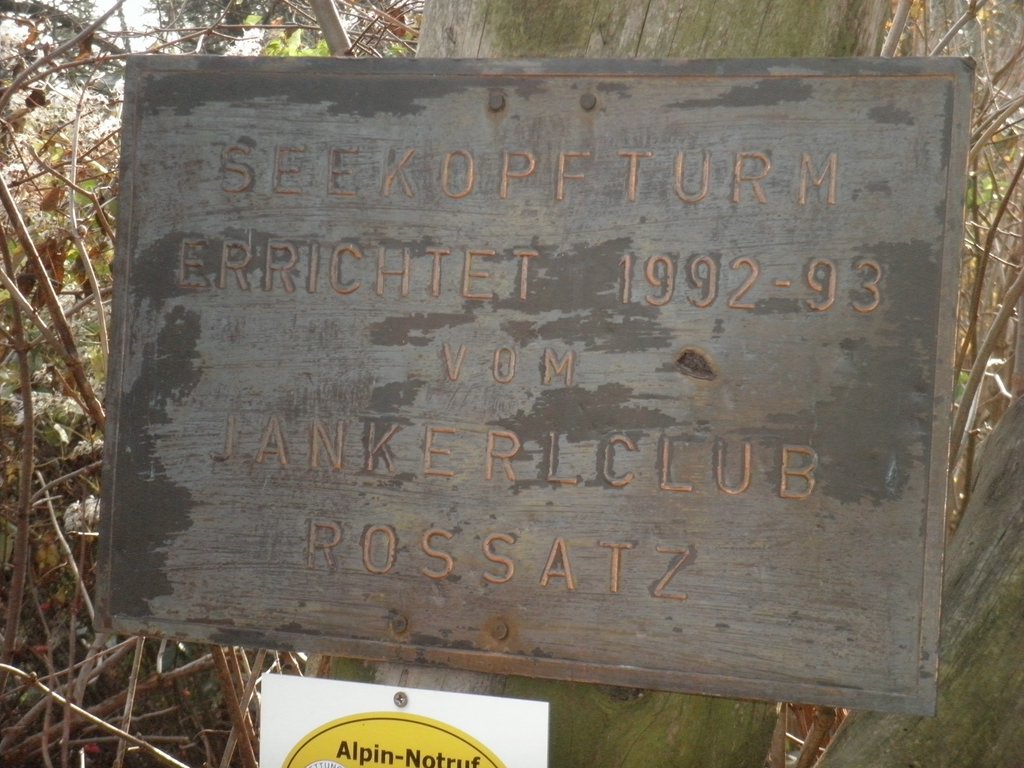 SEEKOPFTURM
ERRICHTET 1992-93
VOM
JANKERLCLUB
ROSSATZ
Alpin-Notruf